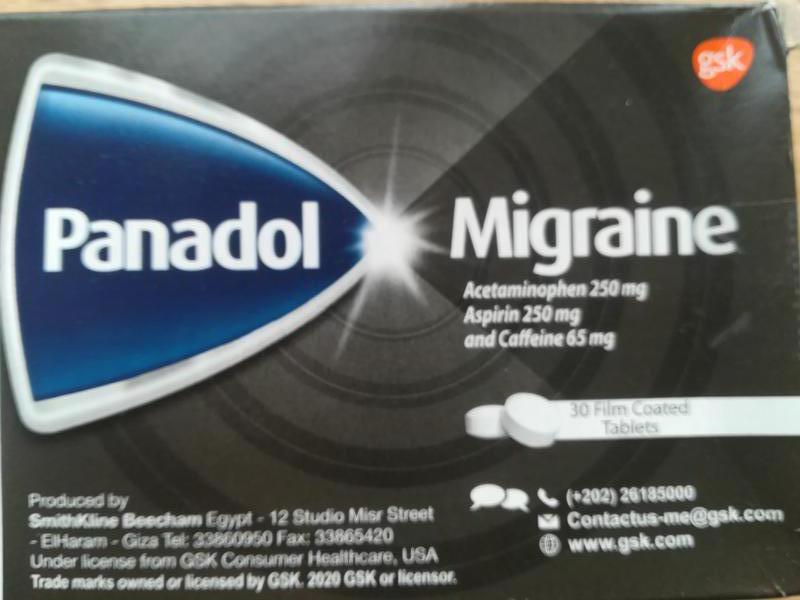 gsk
Panadol
Migraine
Acetaminophen 250 mg
Aspirin 250 mg
and Caffeine 65 mg
30 Film Coated
Tablets
Produced by
SmithKline Beecham Egypt - 12 Studio Misr Street
- ElHaram - Giza Tel: 33860950 Fax: 33865420
Under license from GSK Consumer Healthcare, USA
Trade marks owned or licensed by GSK. 2020 GSK or licensor.
(+202) 26185000
Contactus-me@gsk.com
www.gsk.com